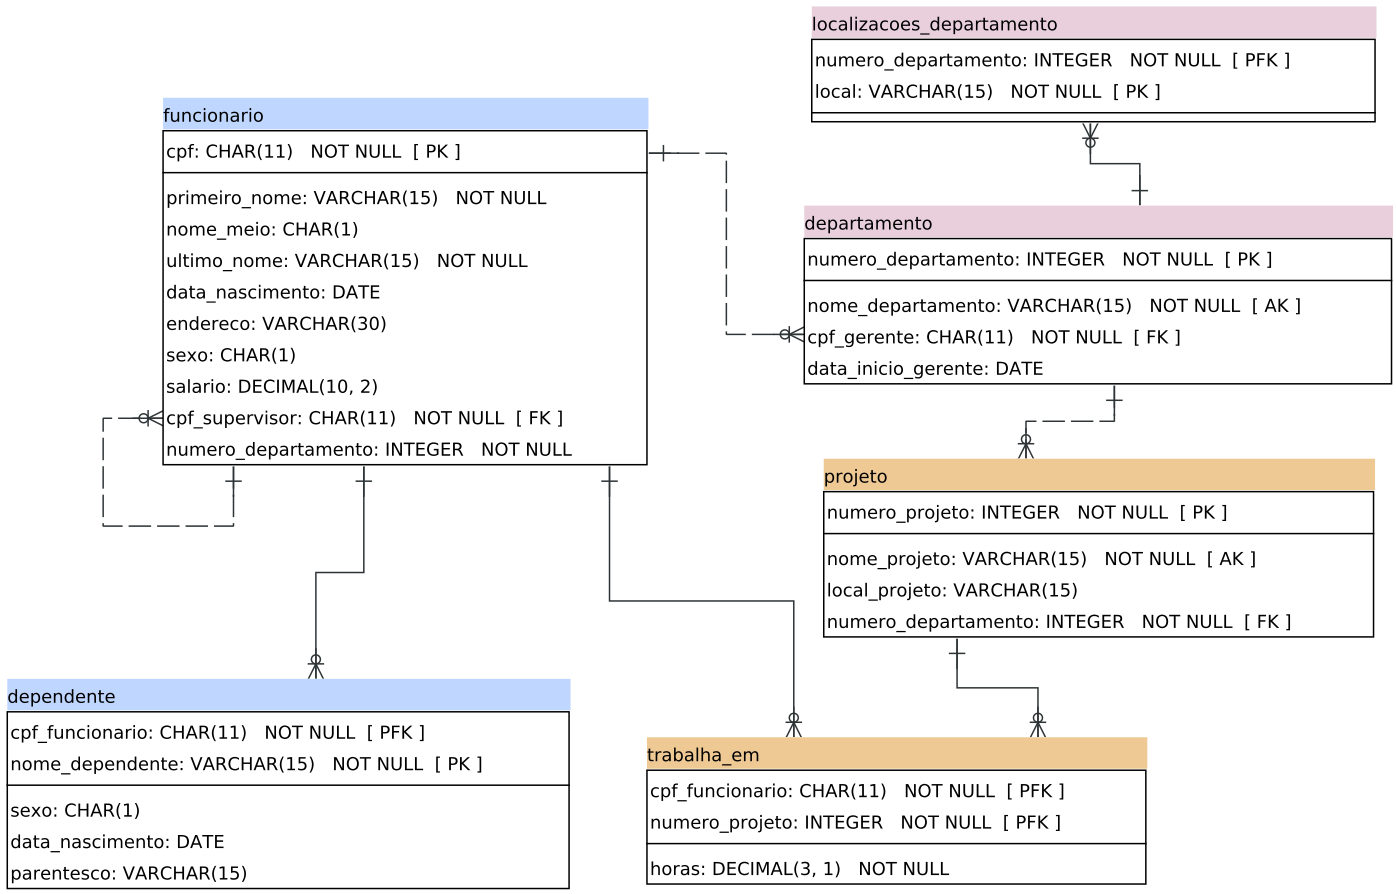 localizacoes_departamento
numero_departamento: INTEGER NOT NULL [ PFK ]
local: VARCHAR(15) NOT NULL [ PK ]
funcionario
cpf: CHAR(11) NOT NULL [ PK ]
primeiro_nome: VARCHAR(15) NOT NULL
nome_meio: CHAR(1)
ultimo_nome: VARCHAR(15) NOT NULL
data_nascimento: DATE
endereco: VARCHAR(30)
sexo: CHAR(1)
salario: DECIMAL(10, 2)
cpf_supervisor: CHAR(11) NOT NULL [ FK ]
numero_departamento: INTEGER NOT NULL
departamento
numero_departamento: INTEGER NOT NULL [ PK ]
nome_departamento: VARCHAR(15) NOT NULL [ AK ]
cpf_gerente: CHAR(11) NOT NULL [ FK ]
data_inicio_gerente: DATE
projeto
numero_projeto: INTEGER NOT NULL [ PK ]
nome_projeto: VARCHAR(15) NOT NULL [ AK ]
local_projeto: VARCHAR(15)
numero_departamento: INTEGER NOT NULL [ FK ]
dependente
cpf_funcionario: CHAR(11) NOT NULL [ PFK ]
nome_dependente: VARCHAR(15) NOT NULL [ PK ]
sexo: CHAR(1)
data_nascimento: DATE
parentesco: VARCHAR(15)
trabalha_em
cpf_funcionario: CHAR(11) NOT NULL [ PFK ]
numero_projeto: INTEGER NOT NULL [ PFK ]
horas: DECIMAL(3, 1) NOT NULL